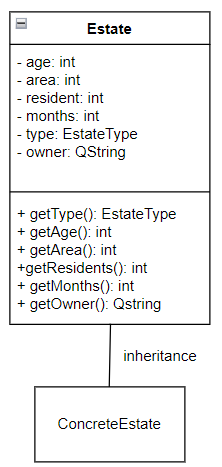 Estate
- age: int
- area: int
- resident: int
- months: int
- type: EstateType
- owner: QString
+ getType(): EstateType
+ getAge(): int
+ getArea(): int
+getResidents(): int
+ getMonths(): int
+ getOwner(): Qstring
inheritance
ConcreteEstate